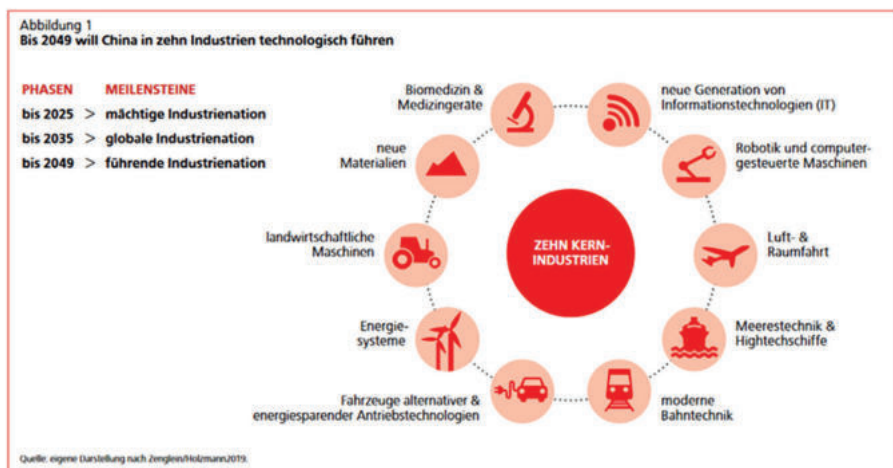 Abbildung 1
Bis 2049 will China in zehn Industrien technologisch führen
PHASEN MEILENSTEINE
bis 2025 > mächtige Industrienation
bis 2035 > globale Industrienation
bis 2049 > führende Industrienation
Biomedizin &
Medizingeräte
neue Generation von
Informationstechnologien (IT)
neue
Materialien
Robotik und computer-
gesteuerte Maschinen
landwirtschaftliche
Maschinen
ZEHN KERN-
INDUSTRIEN
Luft- &
Raumfahrt
Energie-
systeme
Meerestechnik &
Hightechschiffe
Fahrzeuge alternativer &
energiesparender Antriebstechnologien
moderne
Bahntechnik
Quelle: eigene Darstellung nach Zenglein/Holzmann2019.